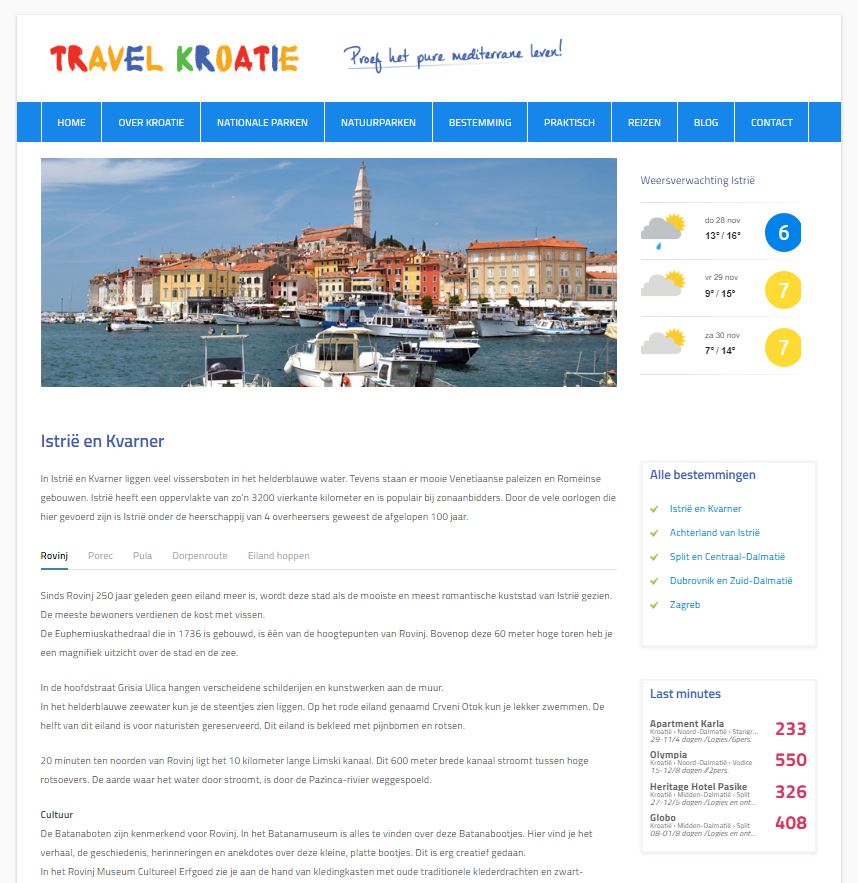 TRAVEL KROATIE
Proef het pure mediterrane leven!
HOME OVER KROATIE NATIONALE PARKEN NATUURPARKEN BESTEMMING PRAKTISCH REIZEN BLOG CONTACT
Weersverwachting Istrië
do 28 nov
13° / 16°
6
vr 29 nov
9° / 15°
7
za 30 nov
7° / 14°
7
Istrië en Kvarner
In Istrië en Kvarner liggen veel vissersboten in het helderblauwe water. Tevens staan er mooie Venetiaanse paleizen en Romeinse
gebouwen. Istrië heeft een oppervlakte van zo'n 3200 vierkante kilometer en is populair bij zonaanbidders. Door de vele oorlogen die
hier gevoerd zijn is Istrië onder de heerschappij van 4 overheersers geweest de afgelopen 100 jaar.
Rovinj Porec Pula Dorpenroute Eiland hoppen
Sinds Rovinj 250 jaar geleden geen eiland meer is, wordt deze stad als de mooiste en meest romantische kuststad van Istrië gezien.
De meeste bewoners verdienen de kost met vissen.
De Euphemiuskathedraal die in 1736 is gebouwd, is èèn van de hoogtepunten van Rovinj. Bovenop deze 60 meter hoge toren heb je
een magnifiek uitzicht over de stad en de zee.
In de hoofdstraat Grisia Ulica hangen verscheidene schilderijen en kunstwerken aan de muur.
In het helderblauwe zeewater kun je de steentjes zien liggen. Op het rode eiland genaamd Crveni Otok kun je lekker zwemmen. De
helft van dit eiland is voor naturisten gereserveerd. Dit eiland is bekleed met pijnbomen en rotsen.
20 minuten ten noorden van Rovinj ligt het 10 kilometer lange Limski kanaal. Dit 600 meter brede kanaal stroomt tussen hoge
rotsoevers. De aarde waar het water door stroomt, is door de Pazinca-rivier weggespoeld.
Cultuur
De Batanaboten zijn kenmerkend voor Rovinj. In het Batanamuseum is alles te vinden over deze Batanabootjes. Hier vind je het
verhaal, de geschiedenis, herinneringen en anekdotes over deze kleine, platte bootjes. Dit is erg creatief gedaan.
In het Rovinj Museum Cultureel Erfgoed zie je aan de hand van kledingkasten met oude traditionele klederdrachten en zwart-
Alle bestemmingen
Istrië en Kvarner
Achterland van Istrië
Split en Centraal-Dalmatië
Dubrovnik en Zuid-Dalmatië
Zagreb
Last minutes
Apartment Karla
Kroatië › Noord-Dalmatië › Starigr...
29-11/4 dagen /Logies/6pers.
233
Olympia
Kroatië › Noord-Dalmatië › Vodice
15-12/8 dagen //2pers.
550
Heritage Hotel Pasike
Kroatië › Midden-Dalmatië › Split
27-12/5 dagen /Logies en ont...
326
Globo
Kroatië › Midden-Dalmatië › Split
08-01/8 dagen /Logies en ont...
408